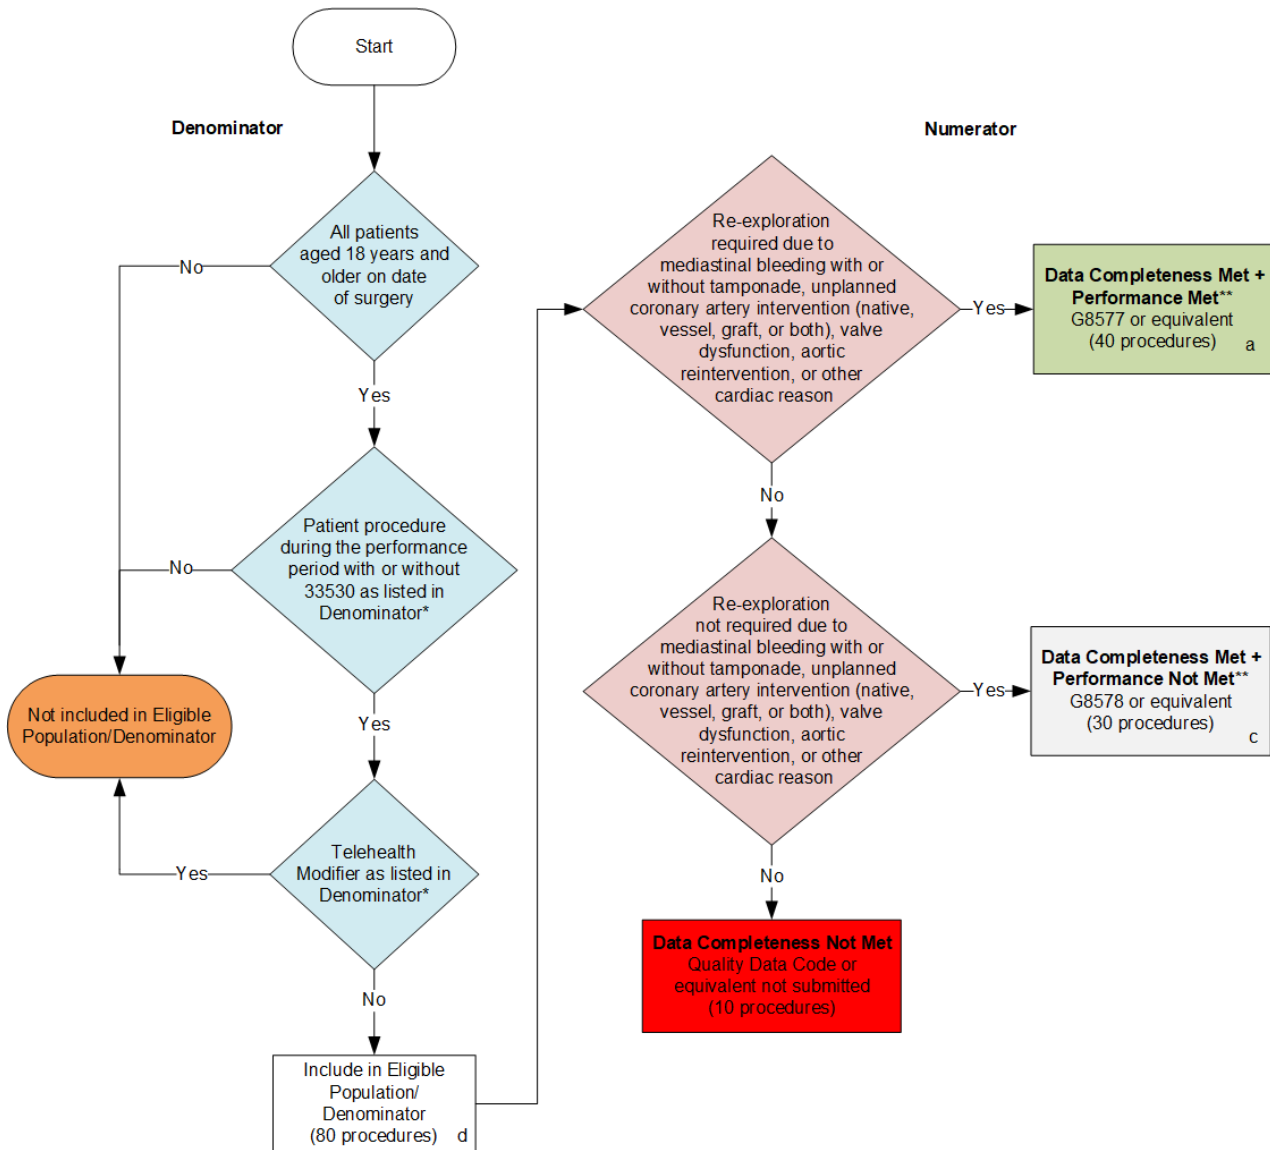 Start
Denominator
All patients
aged 18 years and
older on date
of surgery
No
Yes
Patient procedure
during the performance
period with or without
33530 as listed in
Denominator*
No
Not included in Eligible
Population/Denominator
Yes
Telehealth
Modifier as listed in
Denominator*
Yes
No
Include in Eligible
Population/
Denominator
(80 procedures) d
Numerator
Re-exploration
required due to
mediastinal bleeding with or
without tamponade, unplanned
coronary artery intervention (native,
vessel, graft, or both), valve
dysfunction, aortic
reintervention, or other
cardiac reason
Yes
Data Completeness Met +
Performance Met**
G8577 or equivalent
(40 procedures) a
No
Re-exploration
not required due to
mediastinal bleeding with or
without tamponade, unplanned
coronary artery intervention (native,
vessel, graft, or both), valve
dysfunction, aortic
reintervention, or other
cardiac reason
Yes
Data Completeness Met +
Performance Not Met**
G8578 or equivalent
(30 procedures) c
No
Data Completeness Not Met
Quality Data Code or
equivalent not submitted
(10 procedures)